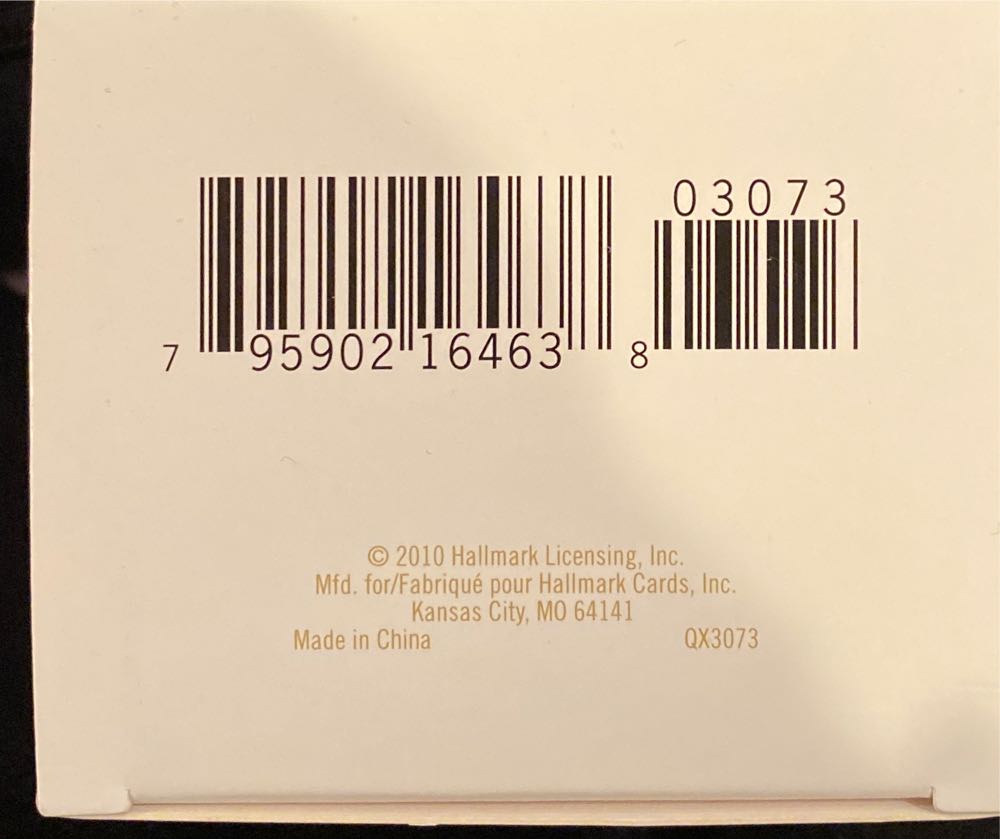 03073
7 95902 16463 8
© 2010 Hallmark Licensing, Inc.
Mfd. for/Fabriqué pour Hallmark Cards, Inc.
Kansas City, MO 64141
Made in China QX3073